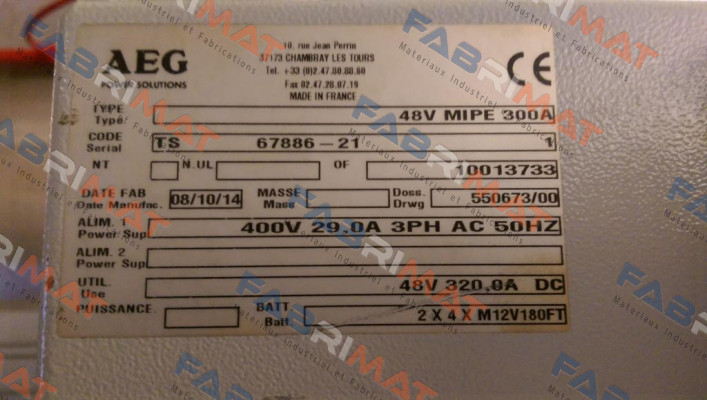 AEG
POWER SOLUTIONS
10, rue Jean Perrin
37173 CHAMBRAY LES TOURS
Tel. +33 (0)2.47.80.80.60
Fax 02.47.28.07.19
MADE IN FRANCE
CE
TYPE
Type: 48V MIPE 300A
CODE
Serial TS 67886-21 1
NT N.UL OF 10013733
DATE FAB MASSE Doss.
Date Manufac. 08/10/14 Mass Drwg 550673/00
ALIM. 1
Power Sup 400V 29.0A 3PH AC 50HZ
ALIM. 2
Power Sup
UTIL.
Use 48V 320,0A DC
PUISSANCE BATT.
Batt. 2 X 4 X M12V180FT
FABRIMAT
Materiaux Industriel et Fabrications